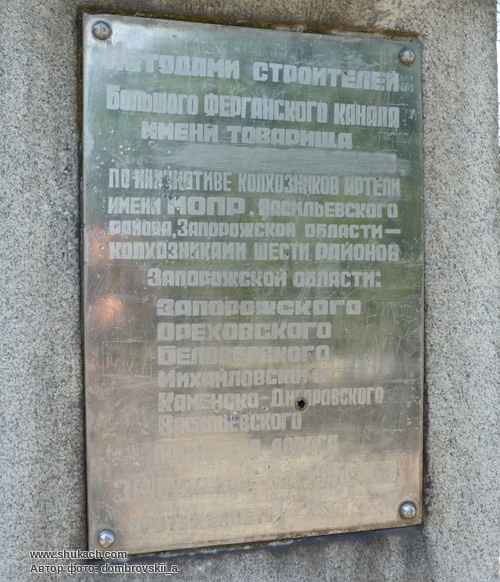 Методами строителей
Большого Ферганского канала
имени товарища
по инициативе колхозников артели
имени МОПР, Васильевского
района, Запорожской области —
колхозниками шести районов
Запорожской области:
Запорожского
Ореховского
Белозерского
Михайловского
Каменско-Днепровского
Васильевского
www.shukach.com
Автор фото: dombrovskii_a